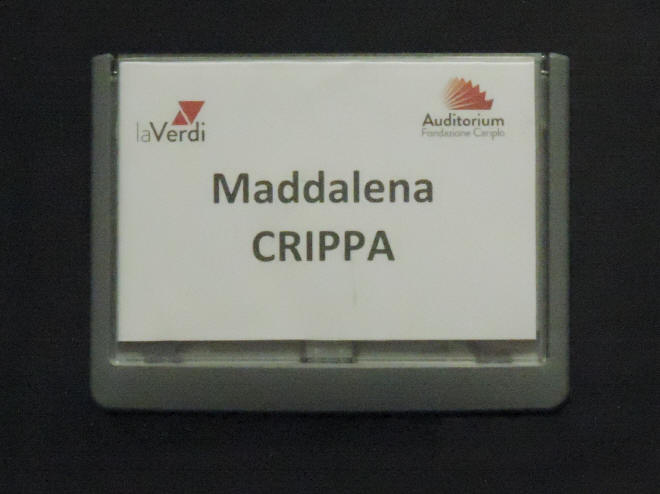 laVerdi
Auditorium
Fondazione Cariplo
Maddalena
CRIPPA